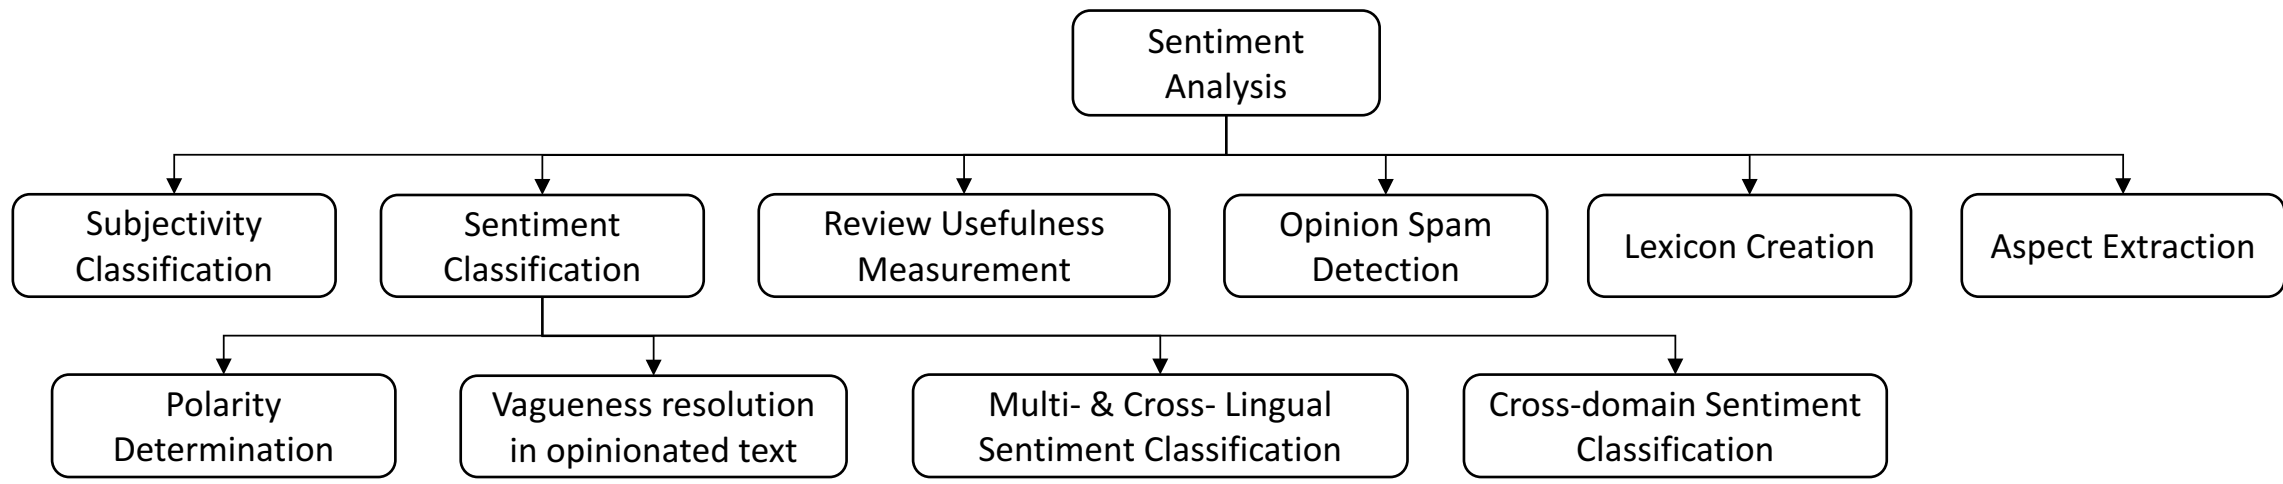 Sentiment
Analysis
Subjectivity
Classification
Sentiment
Classification
Review Usefulness
Measurement
Opinion Spam
Detection
Lexicon Creation
Aspect Extraction
Polarity
Determination
Vagueness resolution
in opinionated text
Multi- & Cross- Lingual
Sentiment Classification
Cross-domain Sentiment
Classification